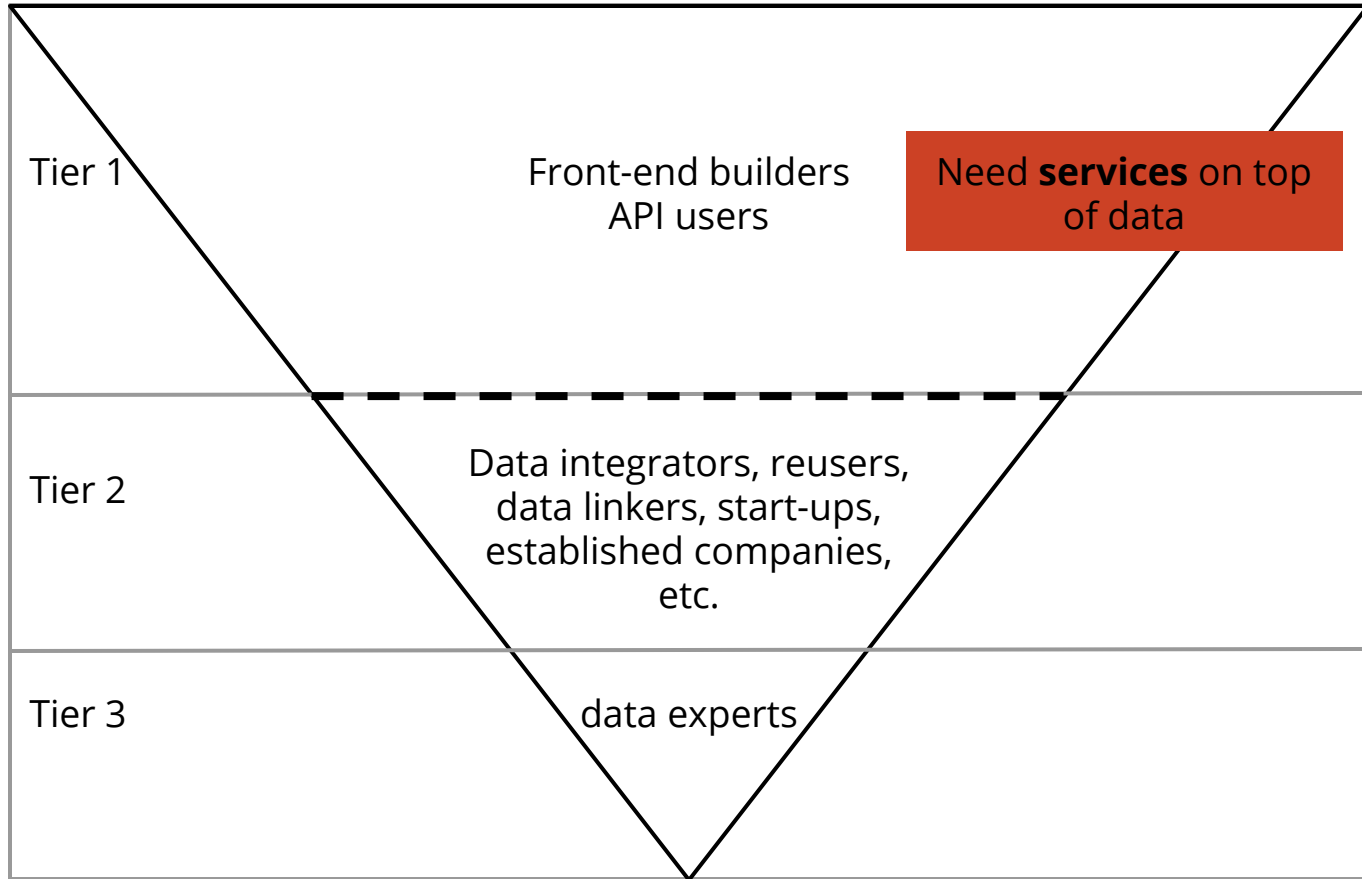 Tier 1
Front-end builders
API users
Need services on top
of data
Tier 2
Data integrators, reusers,
data linkers, start-ups,
established companies,
etc.
Tier 3
data experts